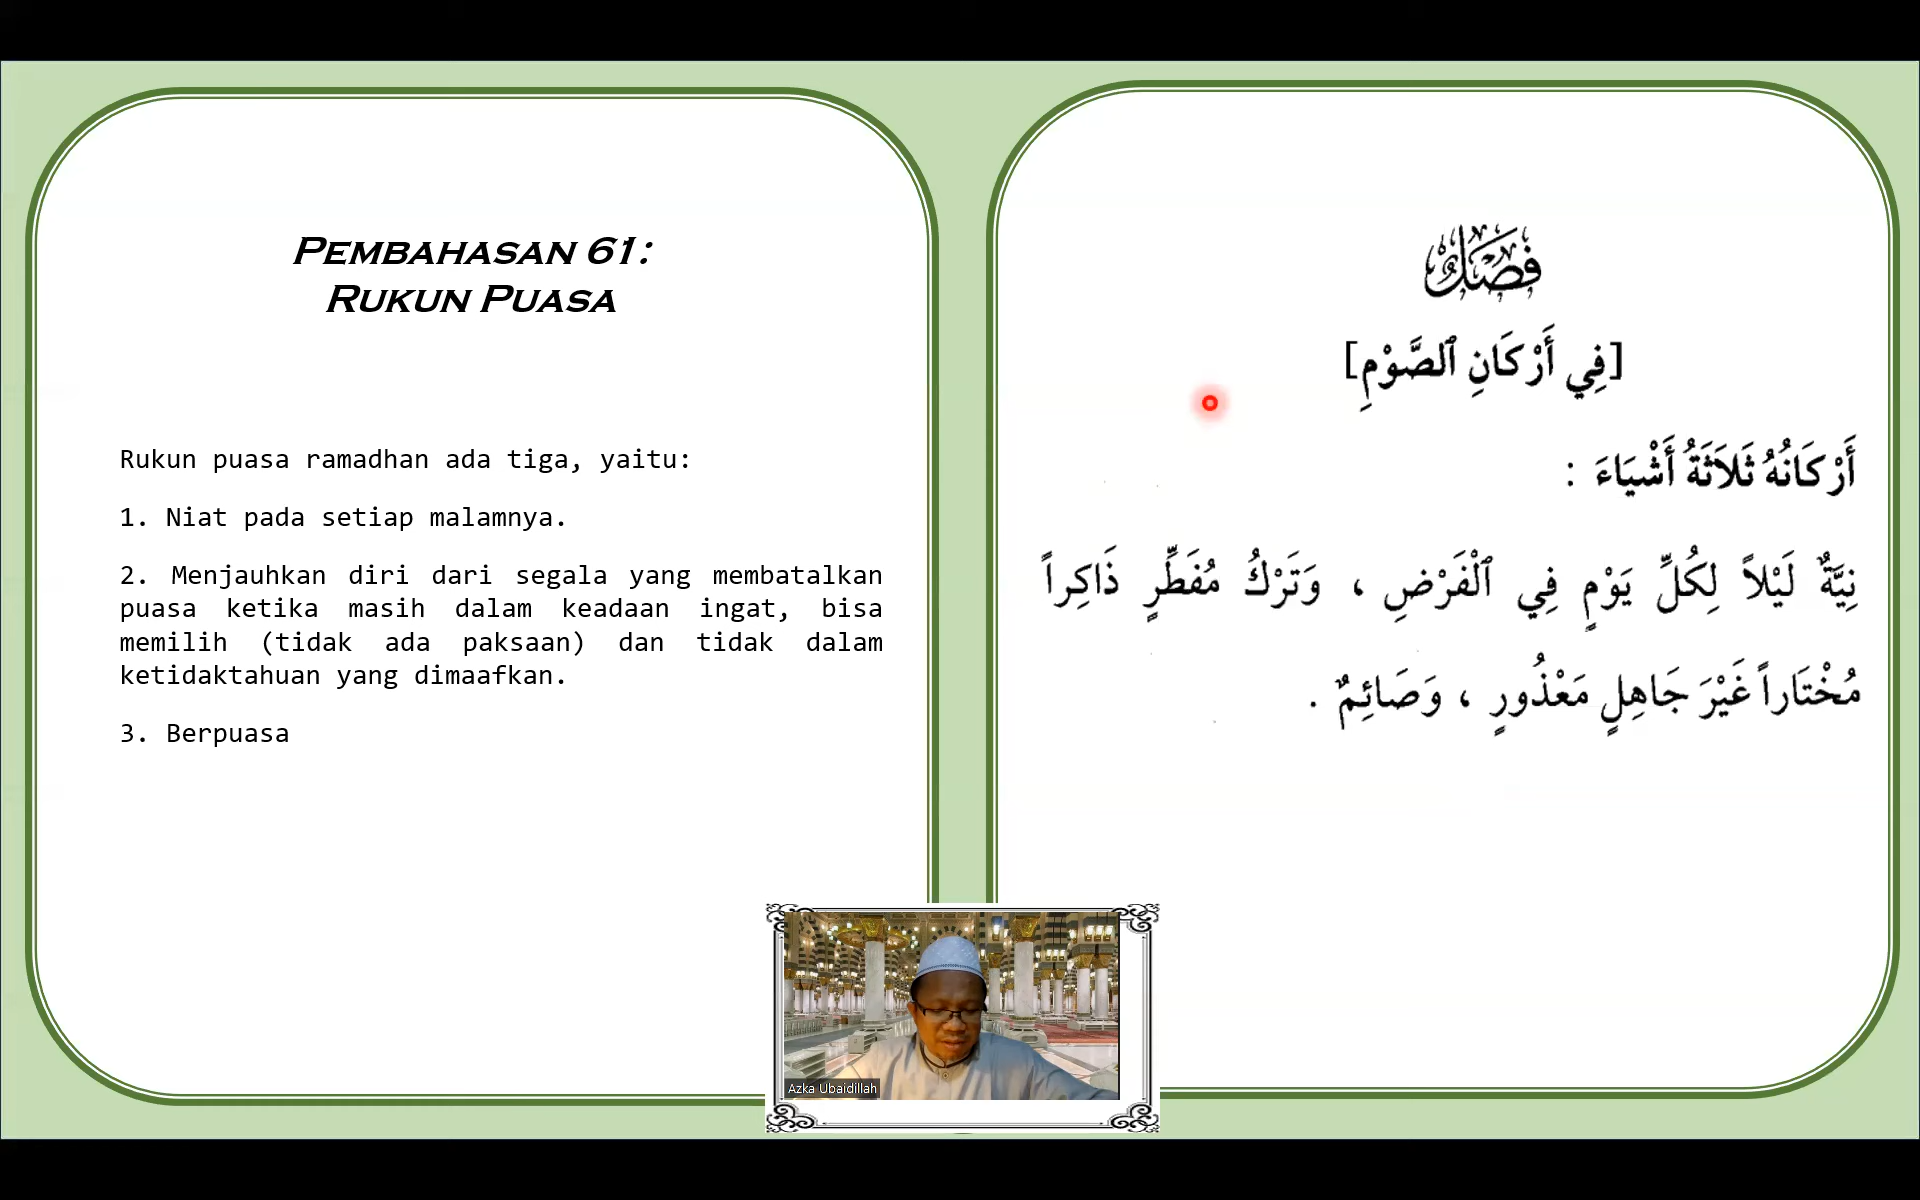 PEMBAHASAN 61:
RUKUN PUASA
Rukun puasa ramadhan ada tiga, yaitu:
1. Niat pada setiap malamnya.
2. Menjauhkan diri dari segala yang membatalkan
puasa ketika masih dalam keadaan ingat, bisa
memilih (tidak ada paksaan) dan tidak dalam
ketidaktahuan yang dimaafkan.
3. Berpuasa
فَصْلٌ
[فِي أَرْكَانِ ٱلصَّوْمِ]
أَرْكَانُهُ ثَلاَثَةُ أَشْيَاءَ :
نِيَّةٌ لَيْلاً لِكُلِّ يَوْمٍ فِي ٱلْفَرْضِ ، وَتَرْكُ مُفَطِّرٍ ذَاكِراً
مُخْتَاراً غَيْرَ جَاهِلٍ مَعْذُورٍ ، وَصَائِمٌ .
Azka Ubaidillah